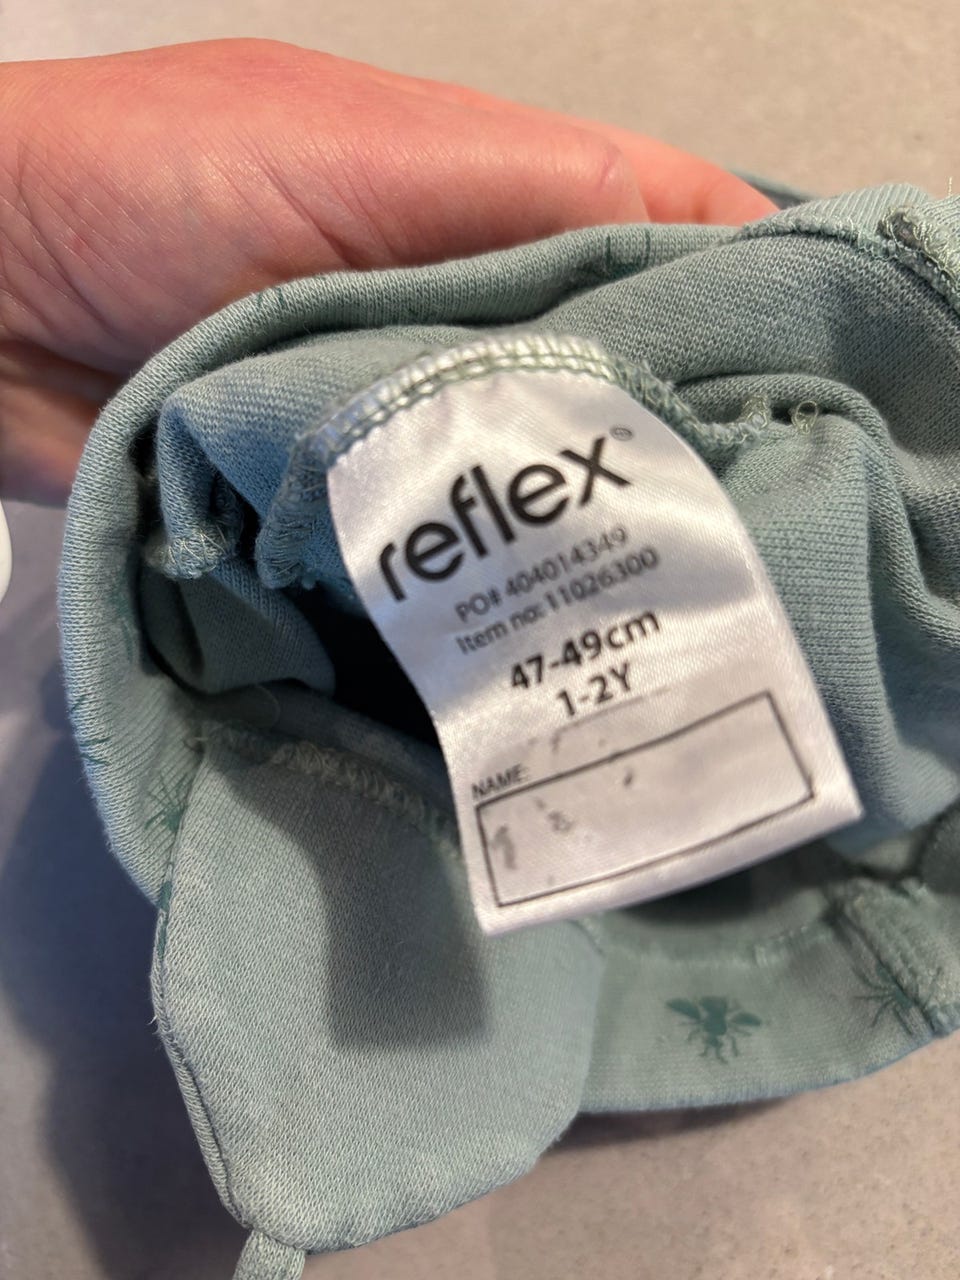 reflex®
PO# 404014349
Item no: 11026300
47-49cm
1-2Y
NAME: